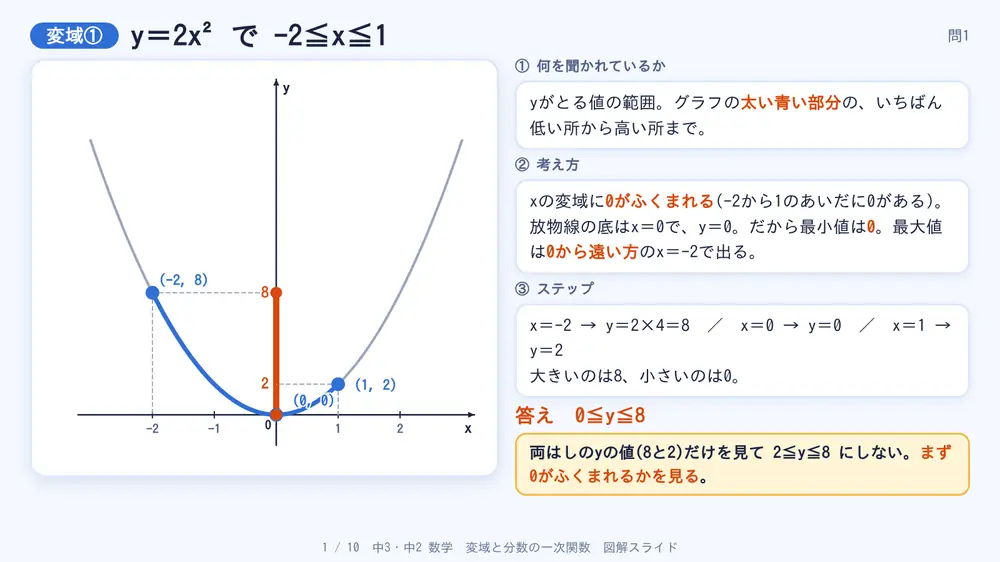 変域① y＝2x² で -2≦x≦1
問1
y
(-2, 8)
8
2
(1, 2)
(0, 0)
0
-2 -1 1 2 x
① 何を聞かれているか
yがとる値の範囲。グラフの太い青い部分の、いちばん
低い所から高い所まで。
② 考え方
xの変域に0がふくまれる(-2から1のあいだに0がある)。
放物線の底はx＝0で、y＝0。だから最小値は0。最大値
は0から遠い方のx＝-2で出る。
③ ステップ
x＝-2 → y＝2×4＝8 ／ x＝0 → y＝0 ／ x＝1 →
y＝2
大きいのは8、小さいのは0。
答え 0≦y≦8
両はしのyの値(8と2)だけを見て 2≦y≦8 にしない。まず
0がふくまれるかを見る。
1 / 10 中3・中2 数学 変域と分数の一次関数 図解スライド